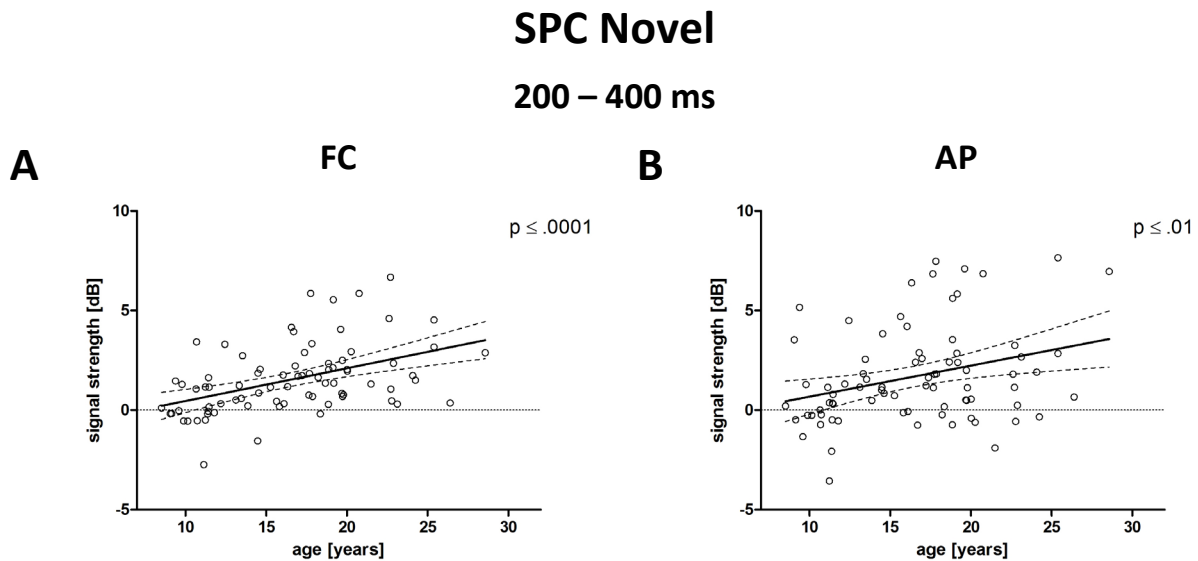 SPC Novel
200 – 400 ms
A
FC
p ≤ .0001
signal strength [dB]
10
5
0
-5
10 15 20 25 30
age [years]
B
AP
p ≤ .01
signal strength [dB]
10
5
0
-5
10 15 20 25 30
age [years]